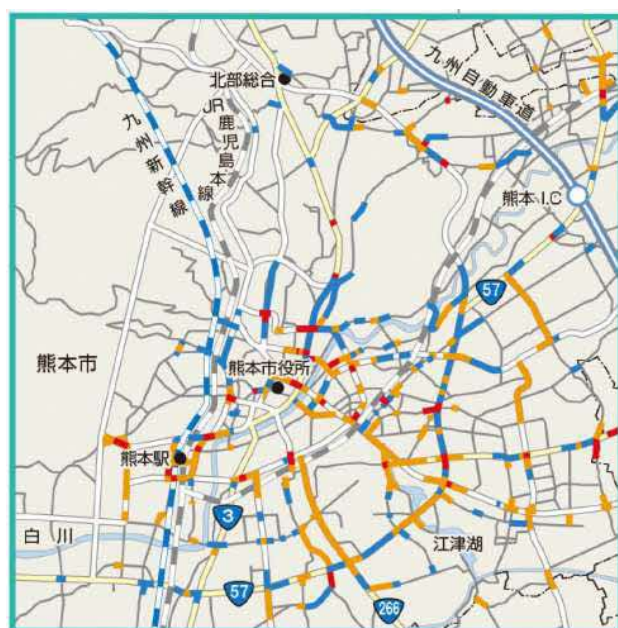 九州自動車道
北部総合
JR鹿児島本線
九州新幹線
熊本I.C
57
熊本市
熊本市役所
熊本駅
3
白川
江津湖
57
266